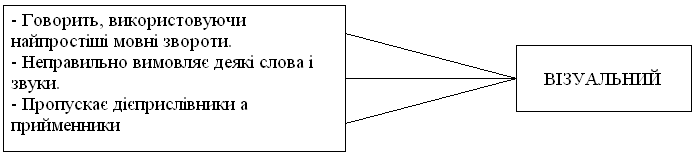 - Говорить, використовуючи
найпростіші мовні звороти.
- Неправильно вимовляє деякі слова і
звуки.
- Пропускає дієприслівники а
прийменники
ВІЗУАЛЬНИЙ